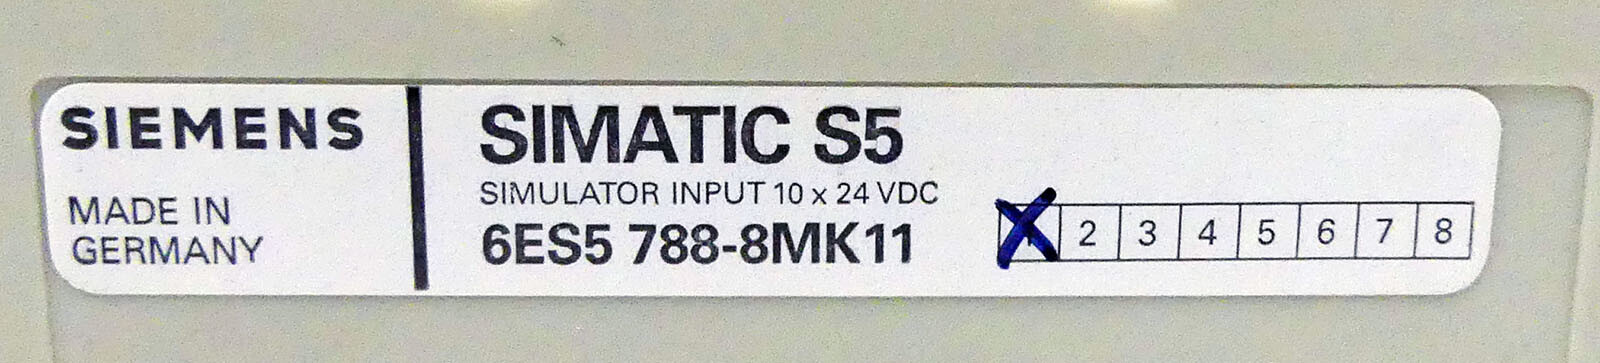 SIEMENS
MADE IN
GERMANY
SIMATIC S5
SIMULATOR INPUT 10 x 24 VDC
6ES5 788-8MK11
1 2 3 4 5 6 7 8